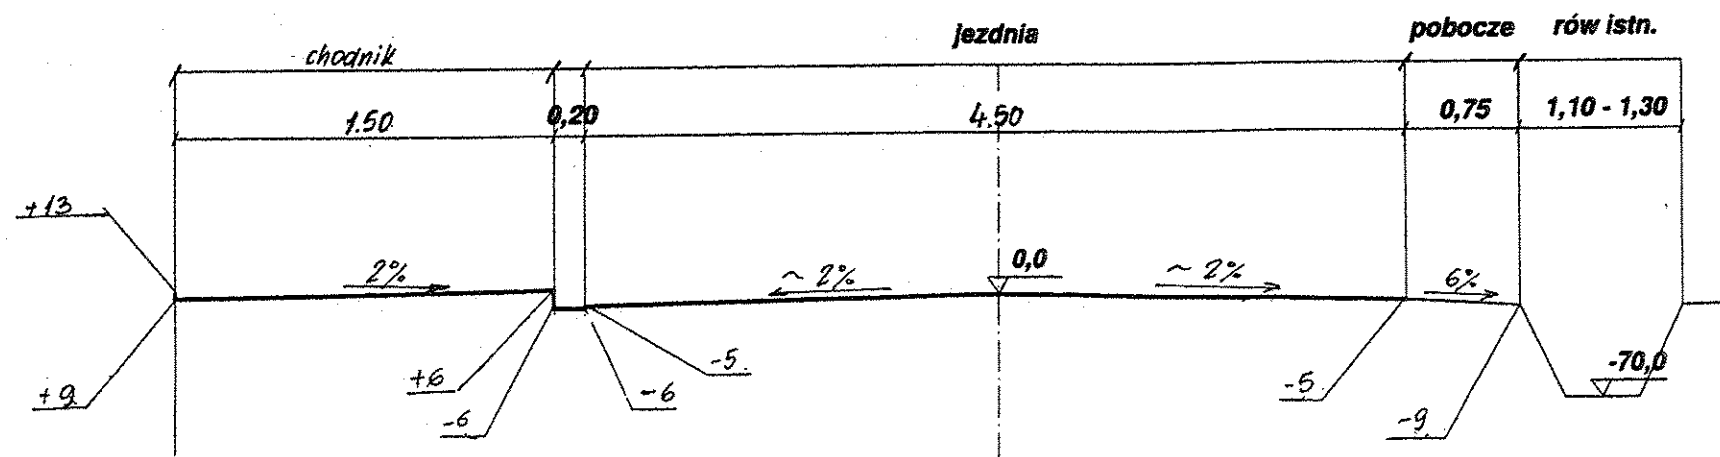 chodnik jezdnia pobocze rów istn.
1.50 0,20 4.50 0,75 1,10 - 1,30
+13
2% ~ 2% 0,0 ~ 2% 6%
+9 +6 -6 -6 -5 -5 -9 -70,0